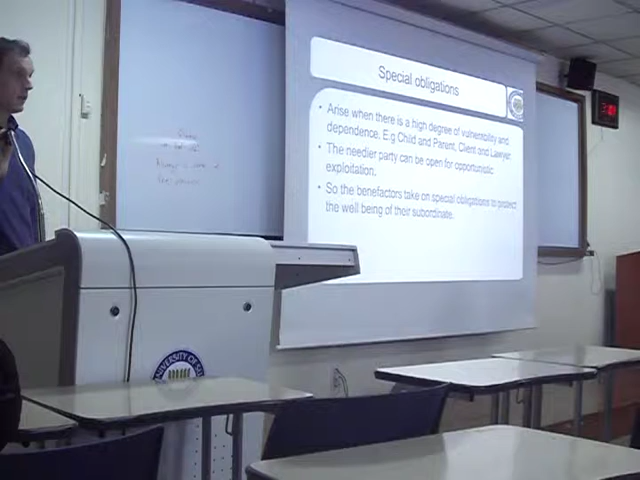 Special obligations
• Arise when there is a high degree of vulnerability and
dependence. E.g Child and Parent, Client and Lawyer.
• The needier party can be open for opportunistic
exploitation.
• So the benefactors take on special obligations to protect
the well being of their subordinate.
UNIVERSITY OF